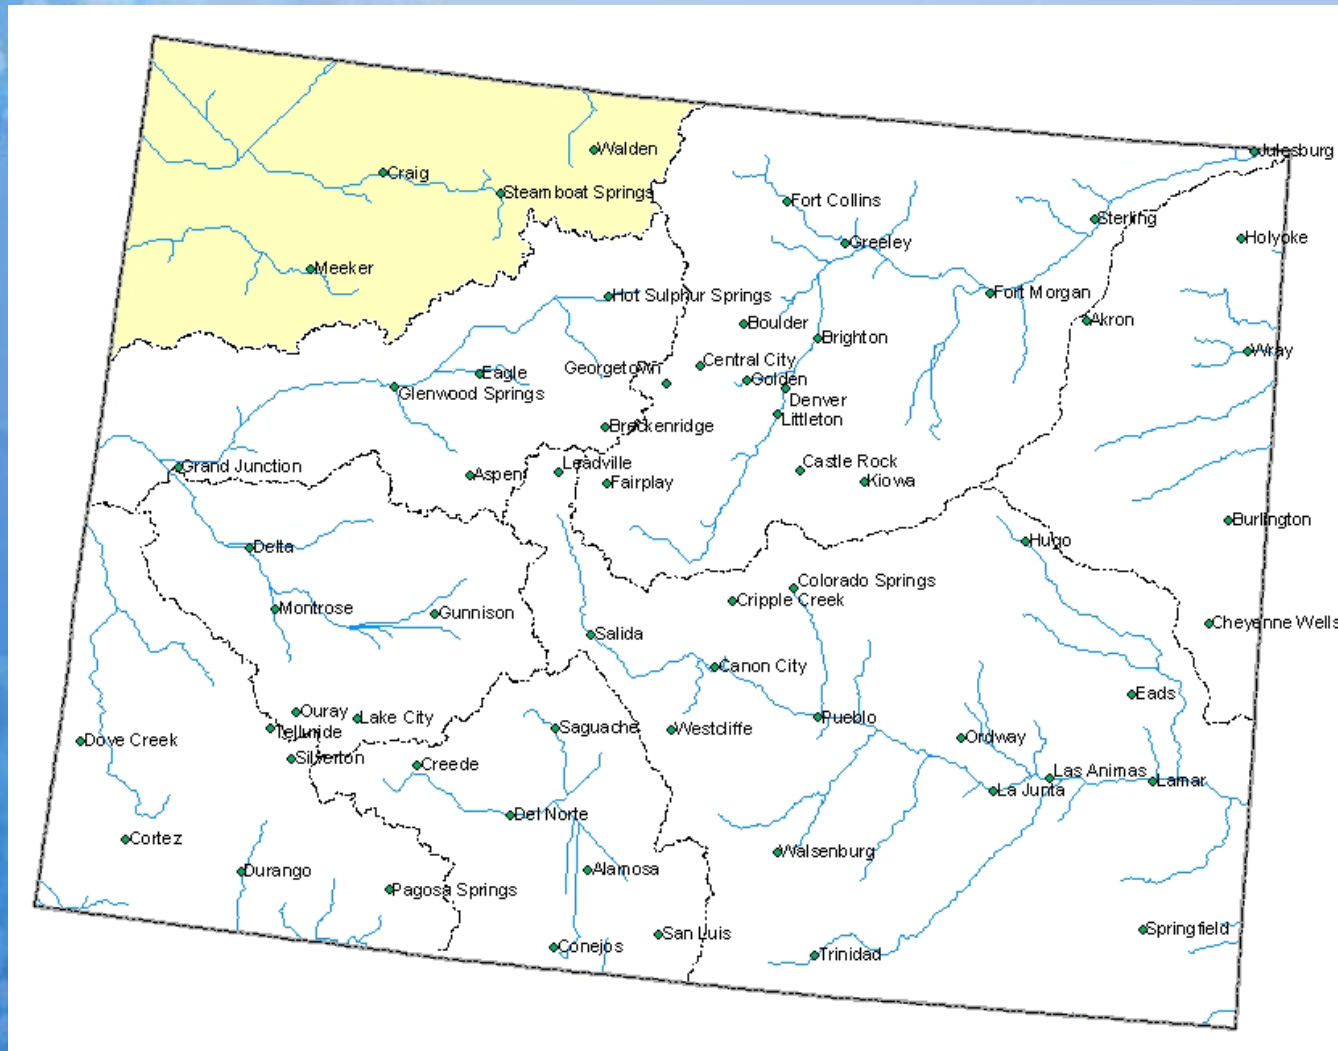 Julesburg
Walden
Craig
Steamboat Springs
Fort Collins
Sterling
Holyoke
Greeley
Meeker
Hot Sulphur Springs
Fort Morgan
Boulder
Akron
Brighton
Wray
Central City
Georgetown
Eagle
Golden
Glenwood Springs
Denver
Littleton
Breckenridge
Castle Rock
Leadville
Grand Junction
Aspen
Fairplay
Kiowa
Burlington
Hugo
Delta
Colorado Springs
Cripple Creek
Montrose
Gunnison
Cheyenne Wells
Salida
Canon City
Eads
Ouray
Lake City
Pueblo
Telluride
Saguache
Westcliffe
Ordway
Dove Creek
Silverton
Creede
Las Animas
Lamar
La Junta
Del Norte
Cortez
Walsenburg
Durango
Alamosa
Pagosa Springs
San Luis
Springfield
Conejos
Trinidad